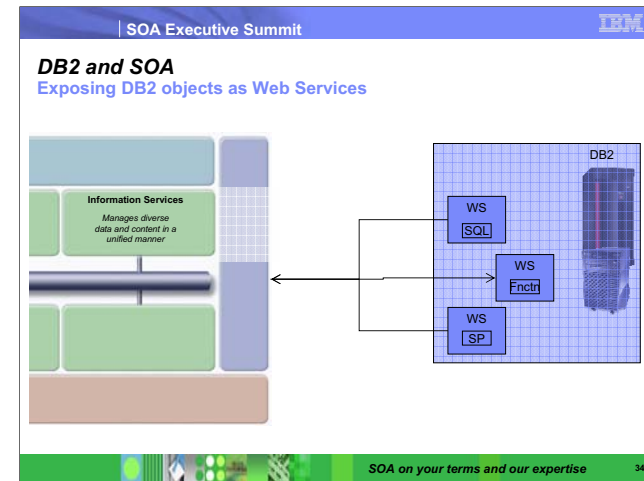 SOA Executive Summit
IBM
DB2 and SOA
Exposing DB2 objects as Web Services
Information Services
Manages diverse
data and content in a
unified manner
DB2
WS
SQL
WS
Fnctn
WS
SP
SOA on your terms and our expertise
34